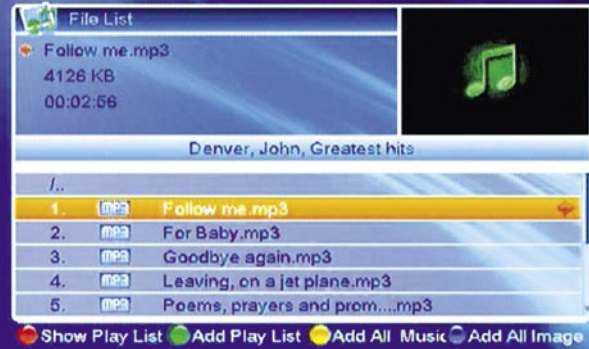 File List
Follow me.mp3
4126 KB
00:02:56
Denver, John, Greatest hits
/..
1. MP3 Follow me.mp3
2. MP3 For Baby.mp3
3. MP3 Goodbye again.mp3
4. MP3 Leaving, on a jet plane.mp3
5. MP3 Poems, prayers and prom....mp3
Show Play List Add Play List Add All Music Add All Image